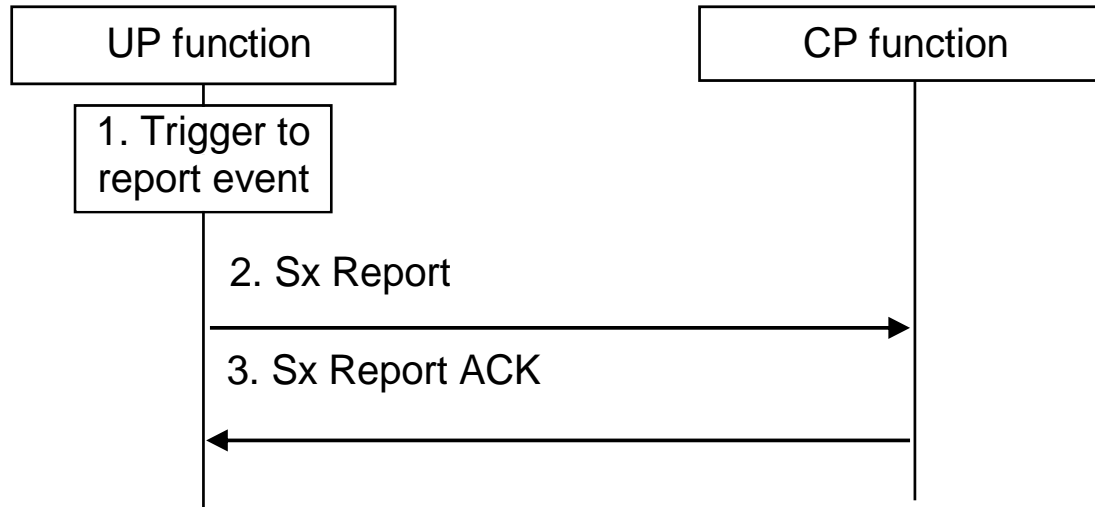 UP function
CP function
1. Trigger to
report event
2. Sx Report
3. Sx Report ACK